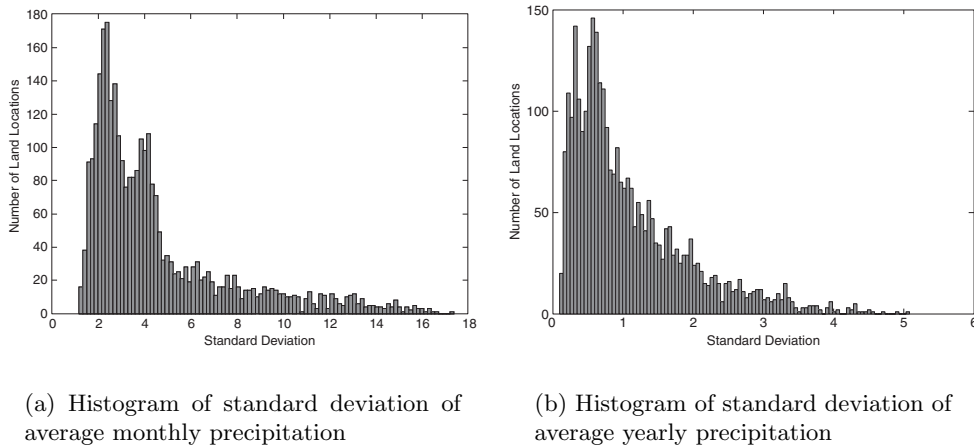 180
160
140
120
100
80
60
40
20
0
Number of Land Locations
0 2 4 6 8 10 12 14 16 18
Standard Deviation
150
100
50
0
Number of Land Locations
0 1 2 3 4 5 6
Standard Deviation
(a) Histogram of standard deviation of
average monthly precipitation
(b) Histogram of standard deviation of
average yearly precipitation